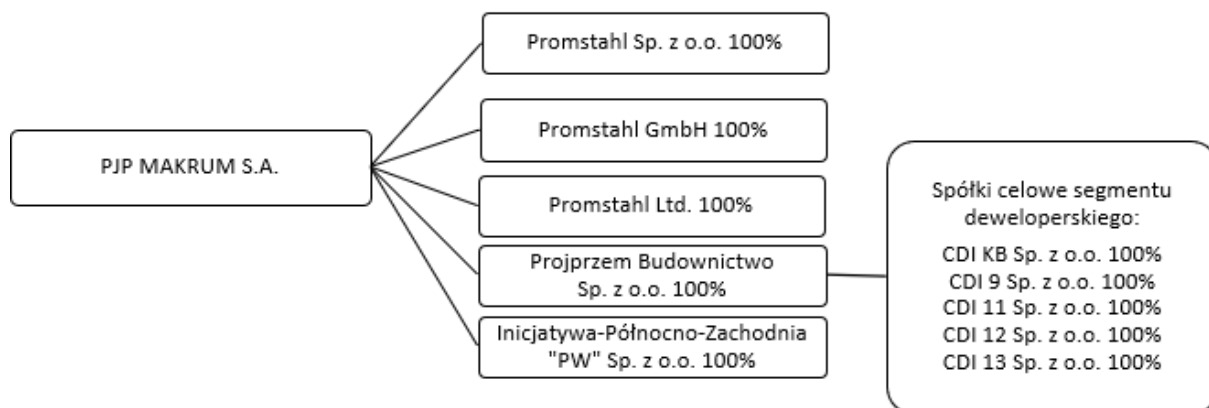 PJP MAKRUM S.A.
Promstahl Sp. z o.o. 100%
Promstahl GmbH 100%
Promstahl Ltd. 100%
Projprzem Budownictwo
Sp. z o.o. 100%
Inicjatywa-Północno-Zachodnia
"PW" Sp. z o.o. 100%
Spółki celowe segmentu
deweloperskiego:
CDI KB Sp. z o.o. 100%
CDI 9 Sp. z o.o. 100%
CDI 11 Sp. z o.o. 100%
CDI 12 Sp. z o.o. 100%
CDI 13 Sp. z o.o. 100%